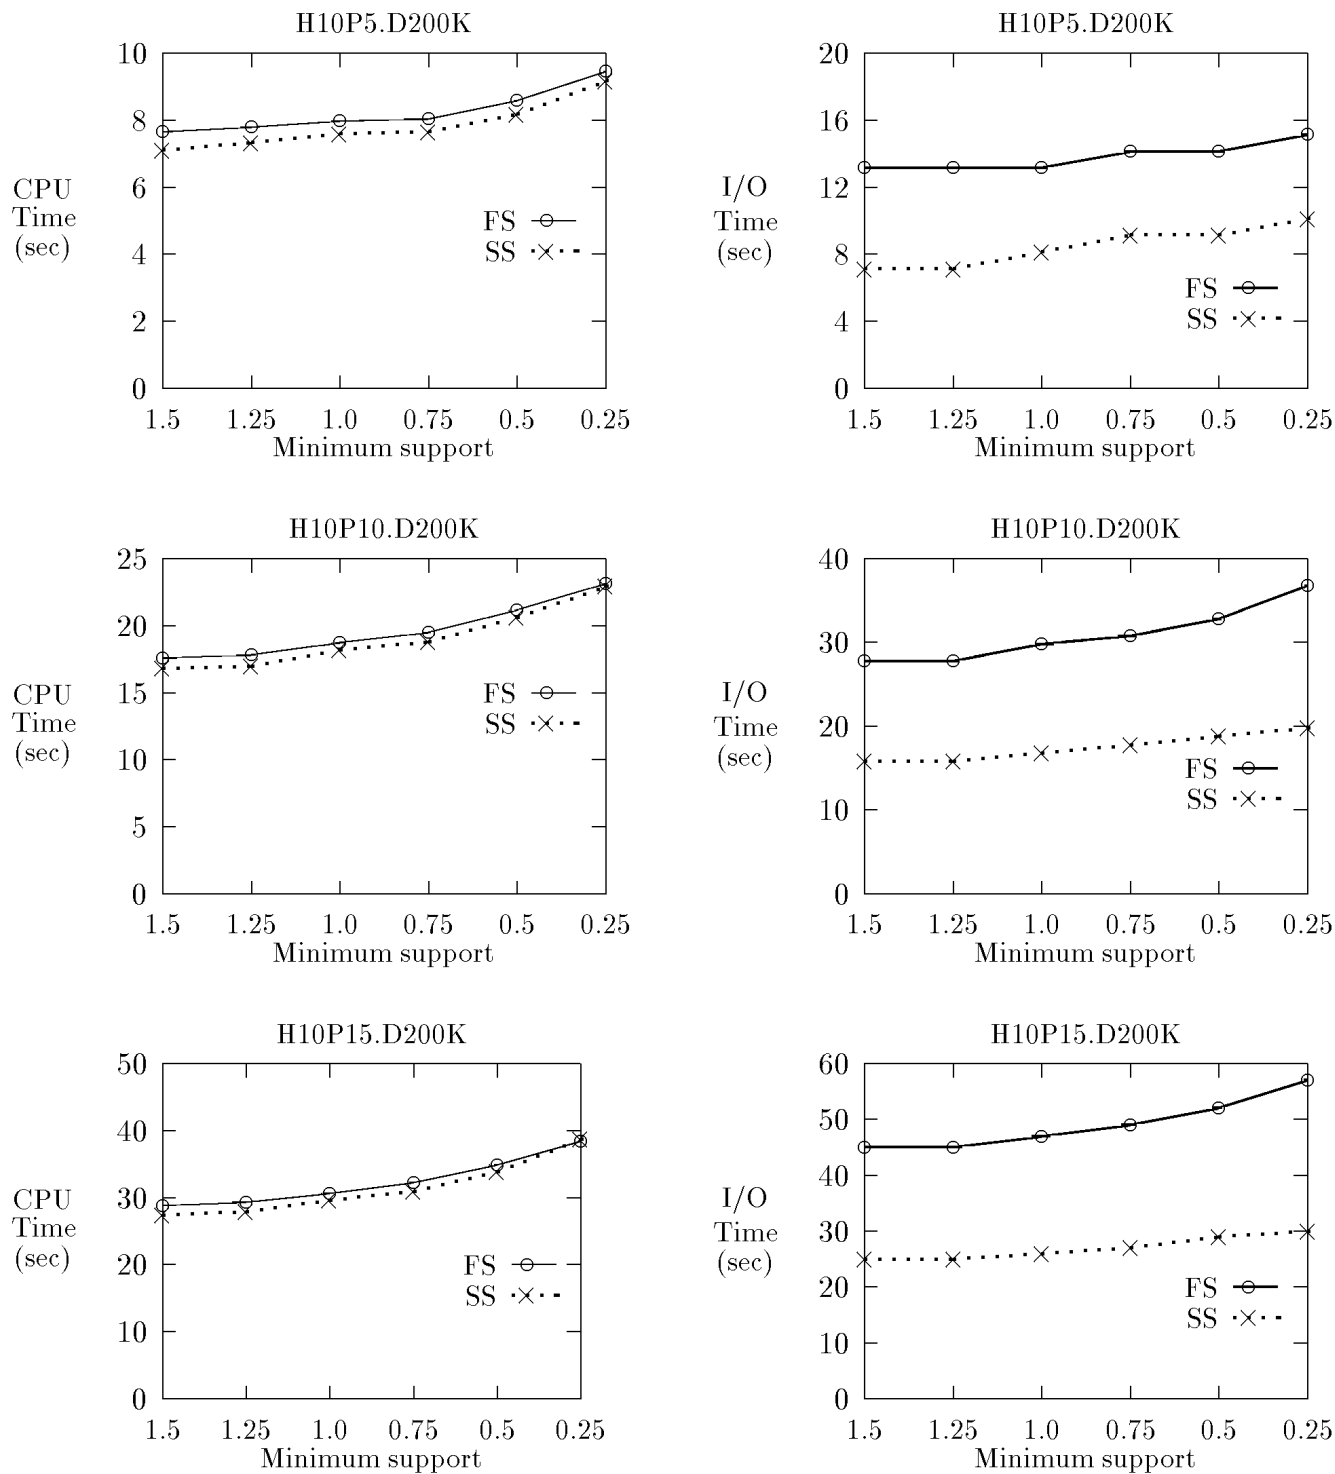 H10P5.D200K
10
8
6
4
2
0
CPU
Time
(sec)
FS
SS
1.5 1.25 1.0 0.75 0.5 0.25
Minimum support
H10P5.D200K
20
16
12
8
4
0
I/O
Time
(sec)
FS
SS
1.5 1.25 1.0 0.75 0.5 0.25
Minimum support
H10P10.D200K
25
20
15
10
5
0
CPU
Time
(sec)
FS
SS
1.5 1.25 1.0 0.75 0.5 0.25
Minimum support
H10P10.D200K
40
30
20
10
0
I/O
Time
(sec)
FS
SS
1.5 1.25 1.0 0.75 0.5 0.25
Minimum support
H10P15.D200K
50
40
30
20
10
0
CPU
Time
(sec)
FS
SS
1.5 1.25 1.0 0.75 0.5 0.25
Minimum support
H10P15.D200K
60
50
40
30
20
10
0
I/O
Time
(sec)
FS
SS
1.5 1.25 1.0 0.75 0.5 0.25
Minimum support